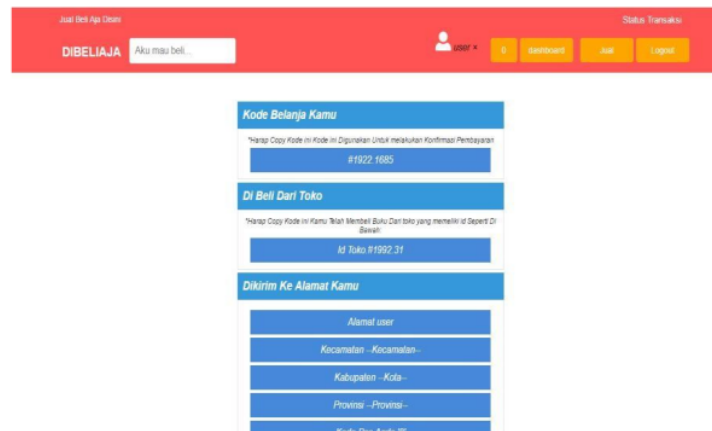 Jual Beli Aja Disini
Status Transaksi
DIBELIAJA
Aku mau beli...
user
0
dashboard
Jual
Logout
Kode Belanja Kamu
*Harap Copy Kode ini Kode ini Digunakan Untuk melakukan Konfirmasi Pembayaran
#1922.1685
Di Beli Dari Toko
*Harap Copy Kode ini Kamu Telah Membeli Buku Dari toko yang memeliki id Seperti Di
Bawah
Id Toko.#1992.31
Dikirim Ke Alamat Kamu
Alamat user
Kecamatan --Kecamatan--
Kabupaten --Kota--
Provinsi --Provinsi--